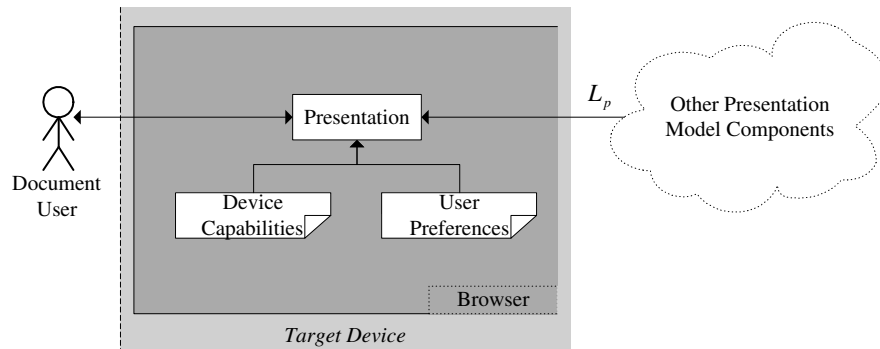 L_p
Other Presentation
Model Components
Presentation
Document
User
Device
Capabilities
User
Preferences
Browser
Target Device